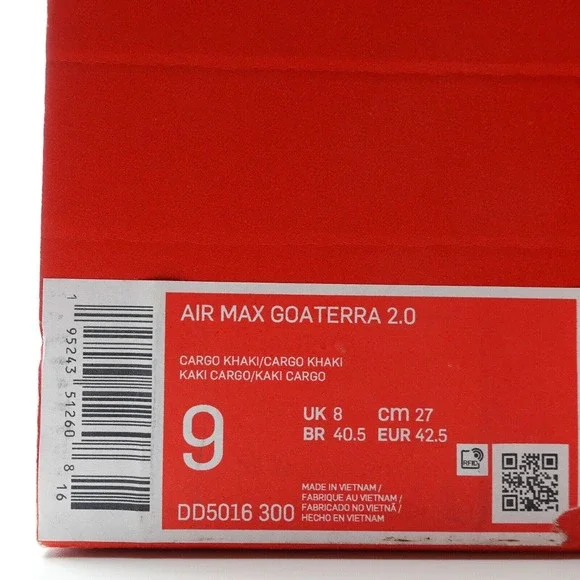 AIR MAX GOATERRA 2.0
CARGO KHAKI/CARGO KHAKI
KAKI CARGO/KAKI CARGO
9
UK 8 cm 27
BR 40.5 EUR 42.5
RFID
MADE IN VIETNAM /
FABRIQUE AU VIETNAM /
FABRICADO NO VIETNÃ /
HECHO EN VIETNAM
DD5016 300
1 95243 51260 8 16